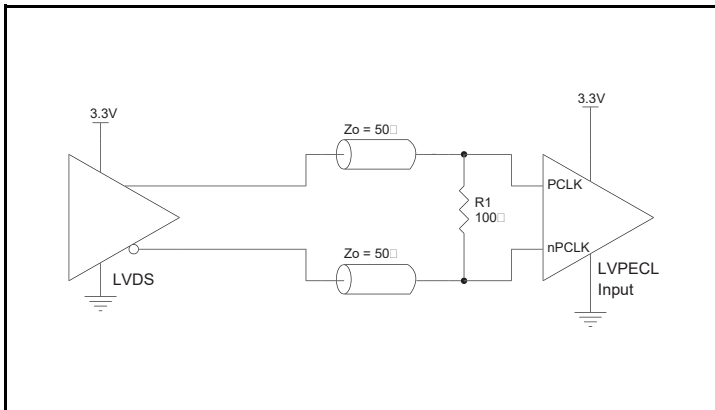 3.3V
3.3V
Zo = 50□
PCLK
R1
100□
nPCLK
Zo = 50□
LVDS
LVPECL
Input